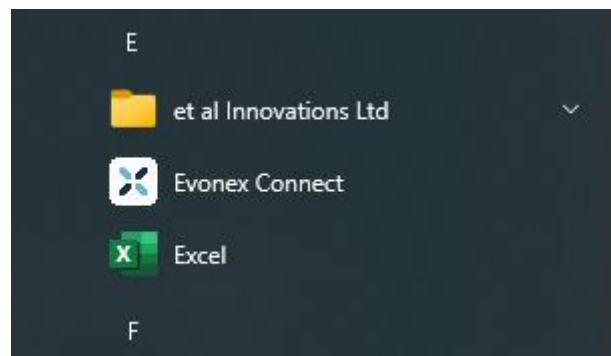 E
et al Innovations Ltd
Evonex Connect
Excel
F